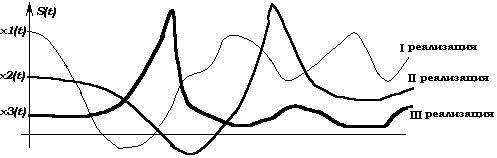 S(t)
x1(t)
I реализация
x2(t)
II реализация
x3(t)
III реализация